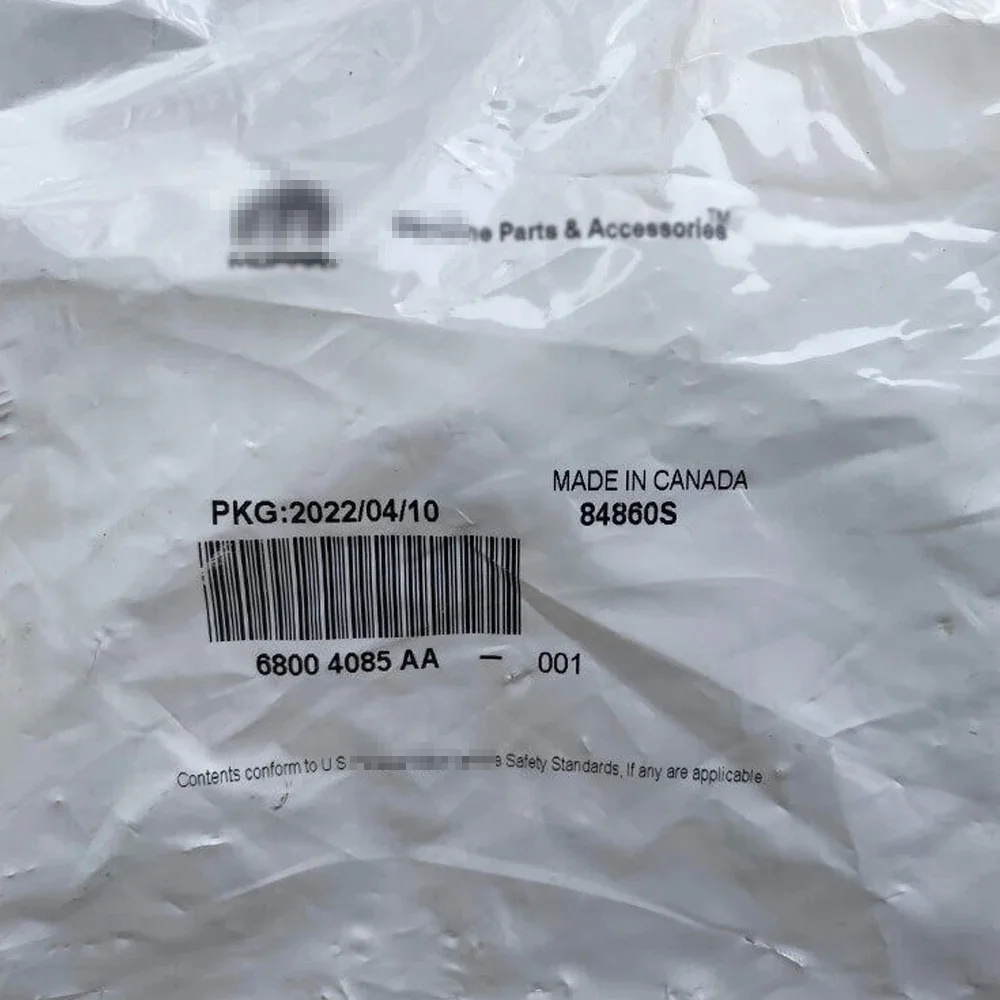 Parts & Accessories™
MADE IN CANADA
PKG:2022/04/10
84860S
6800 4085 AA – 001
Contents conform to U S Safety Standards, If any are applicable.